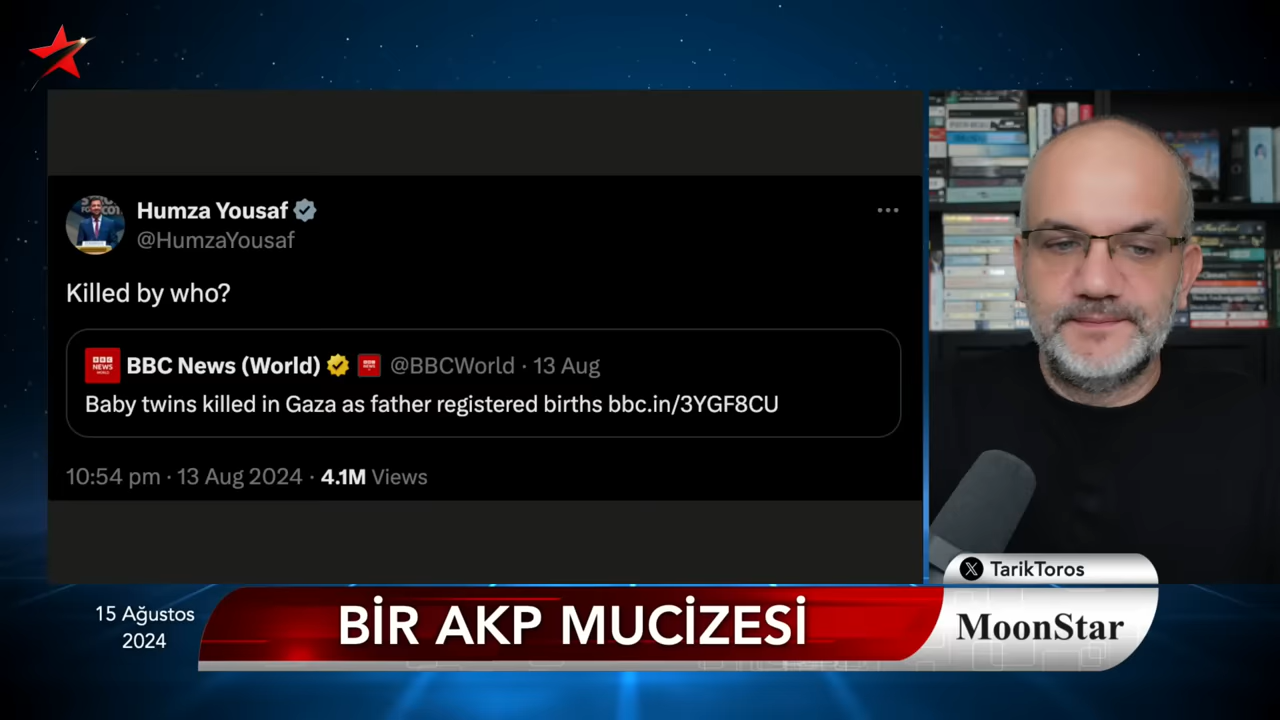 Humza Yousaf
@HumzaYousaf
Killed by who?
BBC NEWS
BBC News (World) @BBCWorld · 13 Aug
Baby twins killed in Gaza as father registered births bbc.in/3YGF8CU
10:54 pm · 13 Aug 2024 · 4.1M Views
TarikToros
15 Ağustos
2024
BİR AKP MUCİZESİ
MoonStar